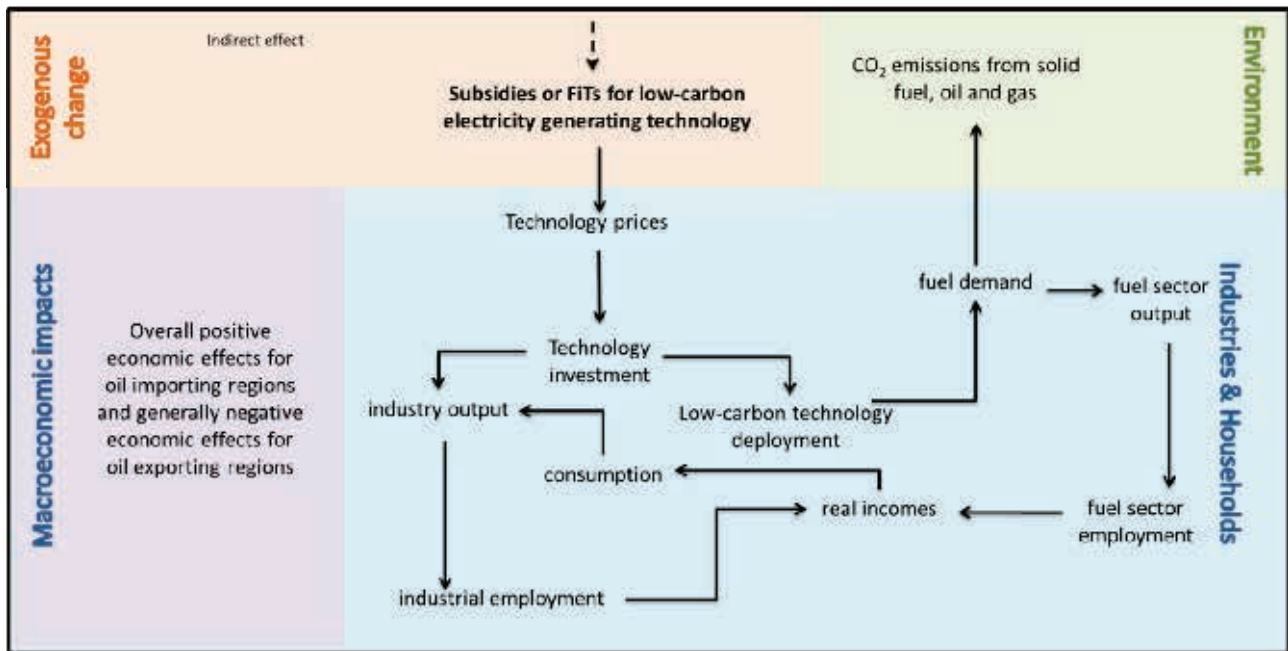 Exogenous
change
Indirect effect
Subsidies or FiTs for low-carbon
electricity generating technology
CO₂ emissions from solid
fuel, oil and gas
Environment
Macroeconomic impacts
Overall positive
economic effects for
oil importing regions
and generally negative
economic effects for
oil exporting regions
Technology prices
Technology
investment
industry output
Low-carbon technology
deployment
consumption
fuel demand
fuel sector
output
real incomes
fuel sector
employment
industrial employment
Industries & Households